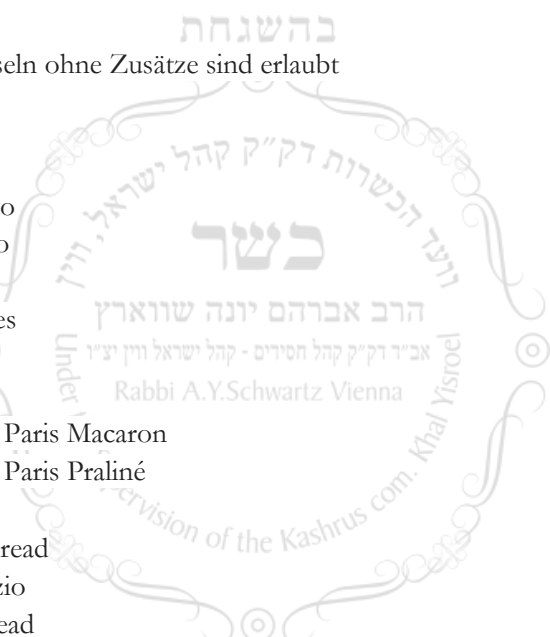 בהשגחת
seln ohne Zusätze sind erlaubt
ועד הכשרות דק"ק קהל ישראל, ווין
o
o
כשר
es
הרב אברהם יונה שווארץ
אב"ד דק"ק קהל חסידים - קהל ישראל ווין יצ"ו
Rabbi A.Y.Schwartz Vienna
Under
ervision of the Kashrus com. Khal Yisroel
Paris Macaron
Paris Praliné
read
zio
ead